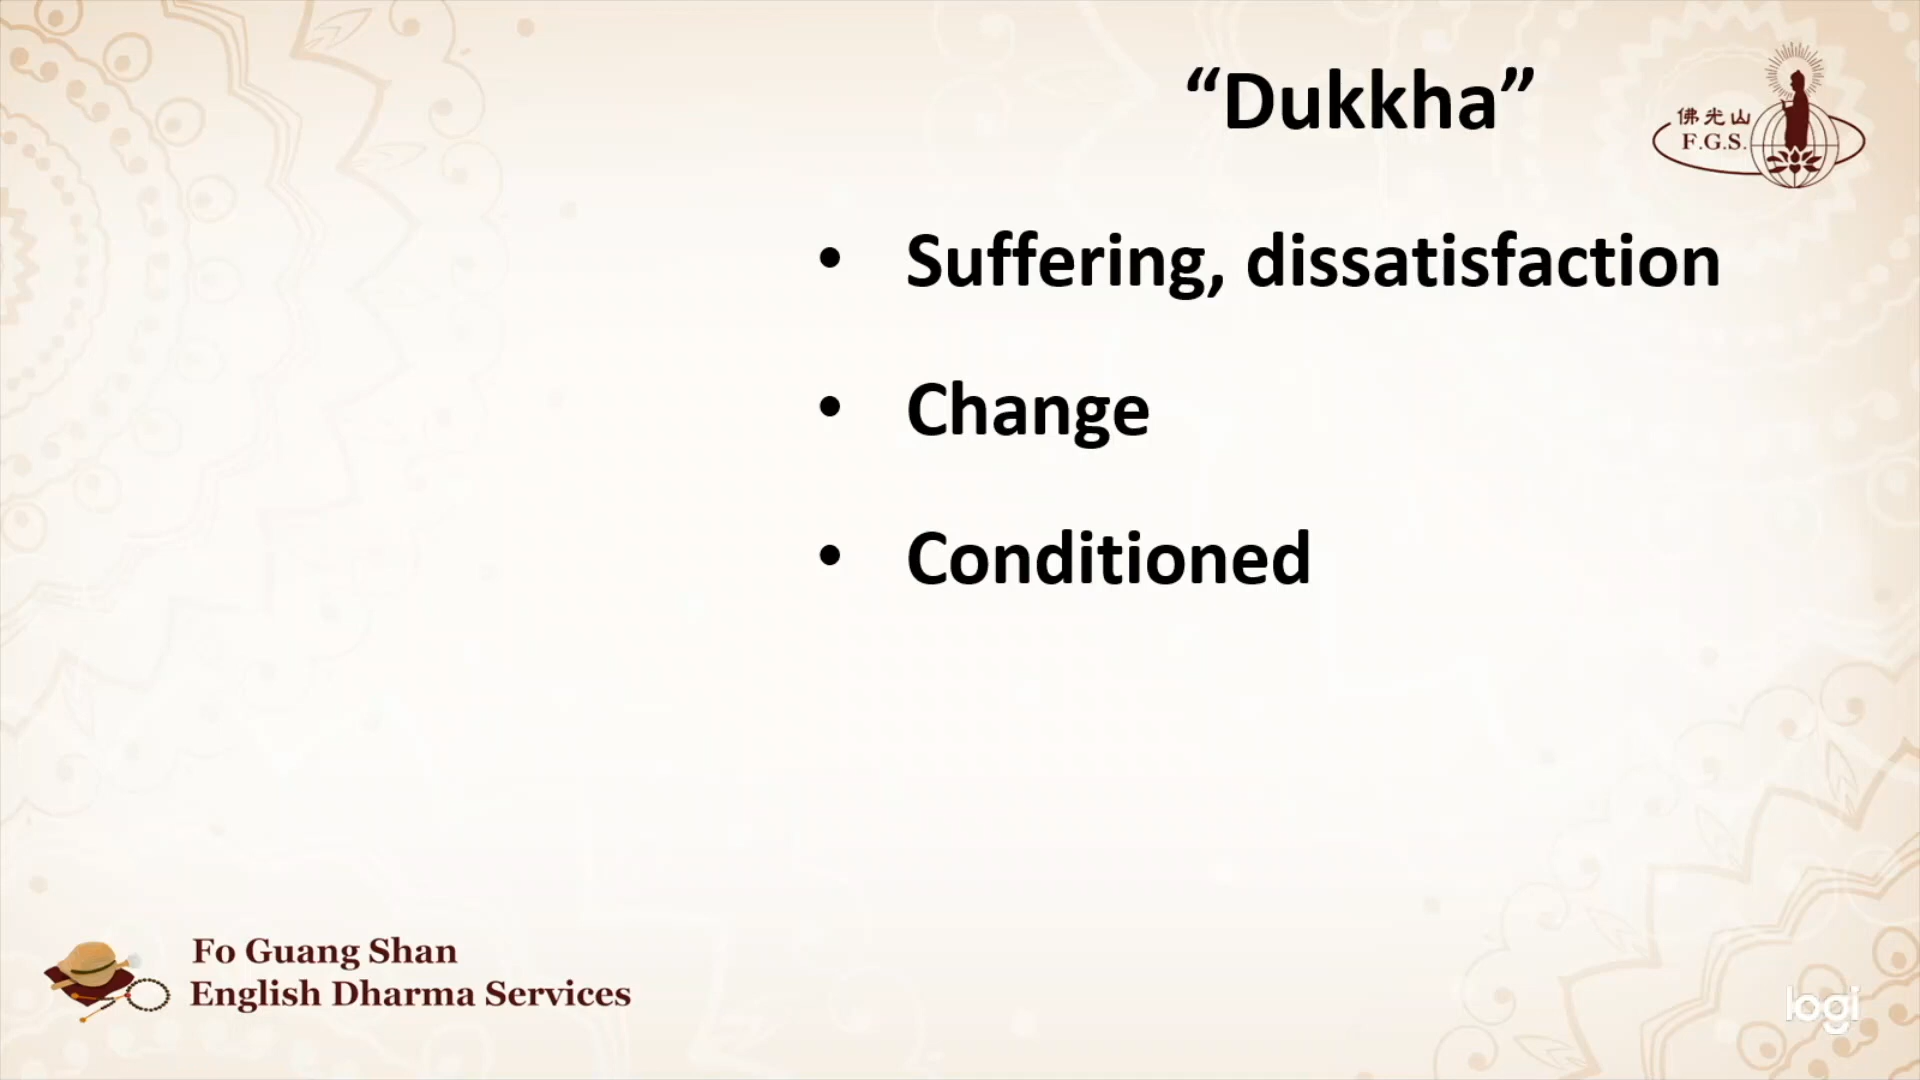 “Dukkha”
佛光山
F.G.S.
• Suffering, dissatisfaction
• Change
• Conditioned
Fo Guang Shan
English Dharma Services
logi